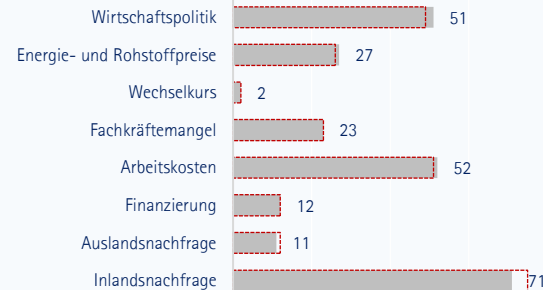 Wirtschaftspolitik 51
Energie- und Rohstoffpreise 27
Wechselkurs 2
Fachkräftemangel 23
Arbeitskosten 52
Finanzierung 12
Auslandsnachfrage 11
Inlandsnachfrage 71